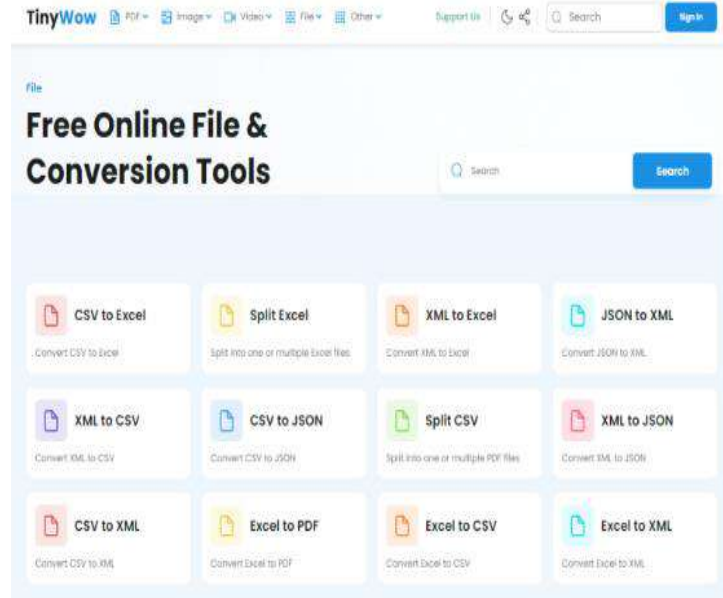 TinyWow PDF Image Video File Other Support Us Search Sign In
File
Free Online File &
Conversion Tools
Search Search
CSV to Excel Split Excel XML to Excel JSON to XML
Convert CSV to Excel Split into one or multiple Excel files Convert XML to Excel Convert JSON to XML
XML to CSV CSV to JSON Split CSV XML to JSON
Convert XML to CSV Convert CSV to JSON Split into one or multiple PDF files Convert XML to JSON
CSV to XML Excel to PDF Excel to CSV Excel to XML
Convert CSV to XML Convert Excel to PDF Convert Excel to CSV Convert Excel to XML